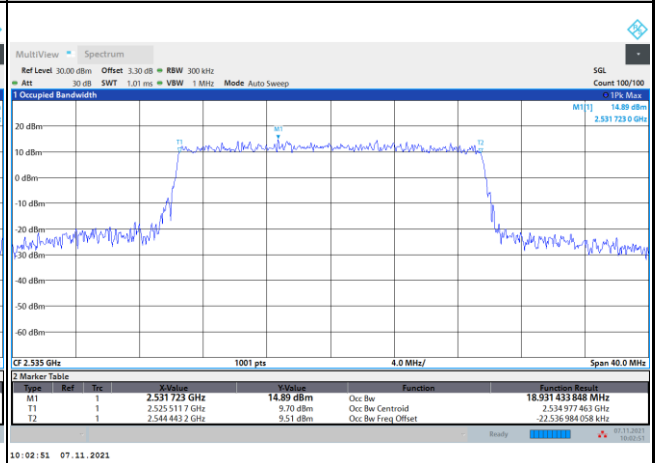 MultiView Spectrum
Ref Level 30.00 dBm Offset 3.30 dB RBW 300 kHz SGL
Att 30 dB SWT 1.01 ms VBW 1 MHz Mode Auto Sweep Count 100/100
1 Occupied Bandwidth 1Pk Max
M1[1] 14.89 dBm
2.531 723 0 GHz
20 dBm
M1
T1 T2
10 dBm
0 dBm
-10 dBm
-20 dBm
-30 dBm
-40 dBm
-50 dBm
-60 dBm
CF 2.535 GHz 1001 pts 4.0 MHz/ Span 40.0 MHz
2 Marker Table
Type Ref Trc X-Value Y-Value Function Function Result
M1 1 2.531 723 GHz 14.89 dBm Occ Bw 18.931 433 848 MHz
T1 1 2.525 511 7 GHz 9.70 dBm Occ Bw Centroid 2.534 977 463 GHz
T2 1 2.544 443 2 GHz 9.51 dBm Occ Bw Freq Offset -22.536 984 058 kHz
Ready 07.11.2021
10:02:51
10:02:51 07.11.2021